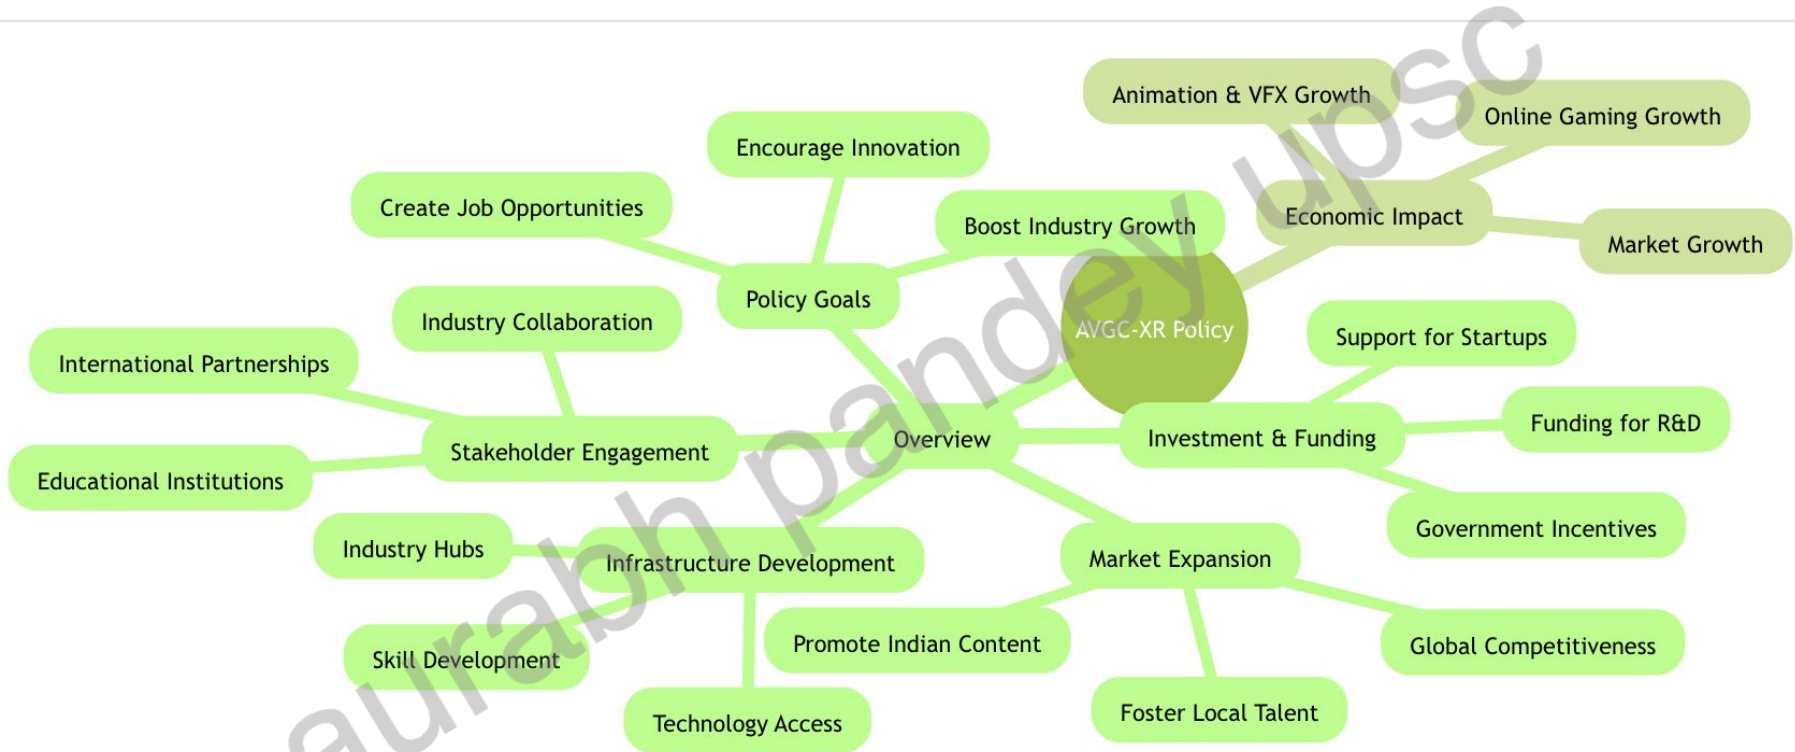 Animation & VFX Growth
Online Gaming Growth
Encourage Innovation
Create Job Opportunities
Boost Industry Growth
Economic Impact
Market Growth
Policy Goals
Industry Collaboration
AVGC-XR Policy
Support for Startups
International Partnerships
Overview
Investment & Funding
Funding for R&D
Stakeholder Engagement
Educational Institutions
Government Incentives
Industry Hubs
Infrastructure Development
Market Expansion
Skill Development
Promote Indian Content
Global Competitiveness
Technology Access
Foster Local Talent
aurabh pandey upsc